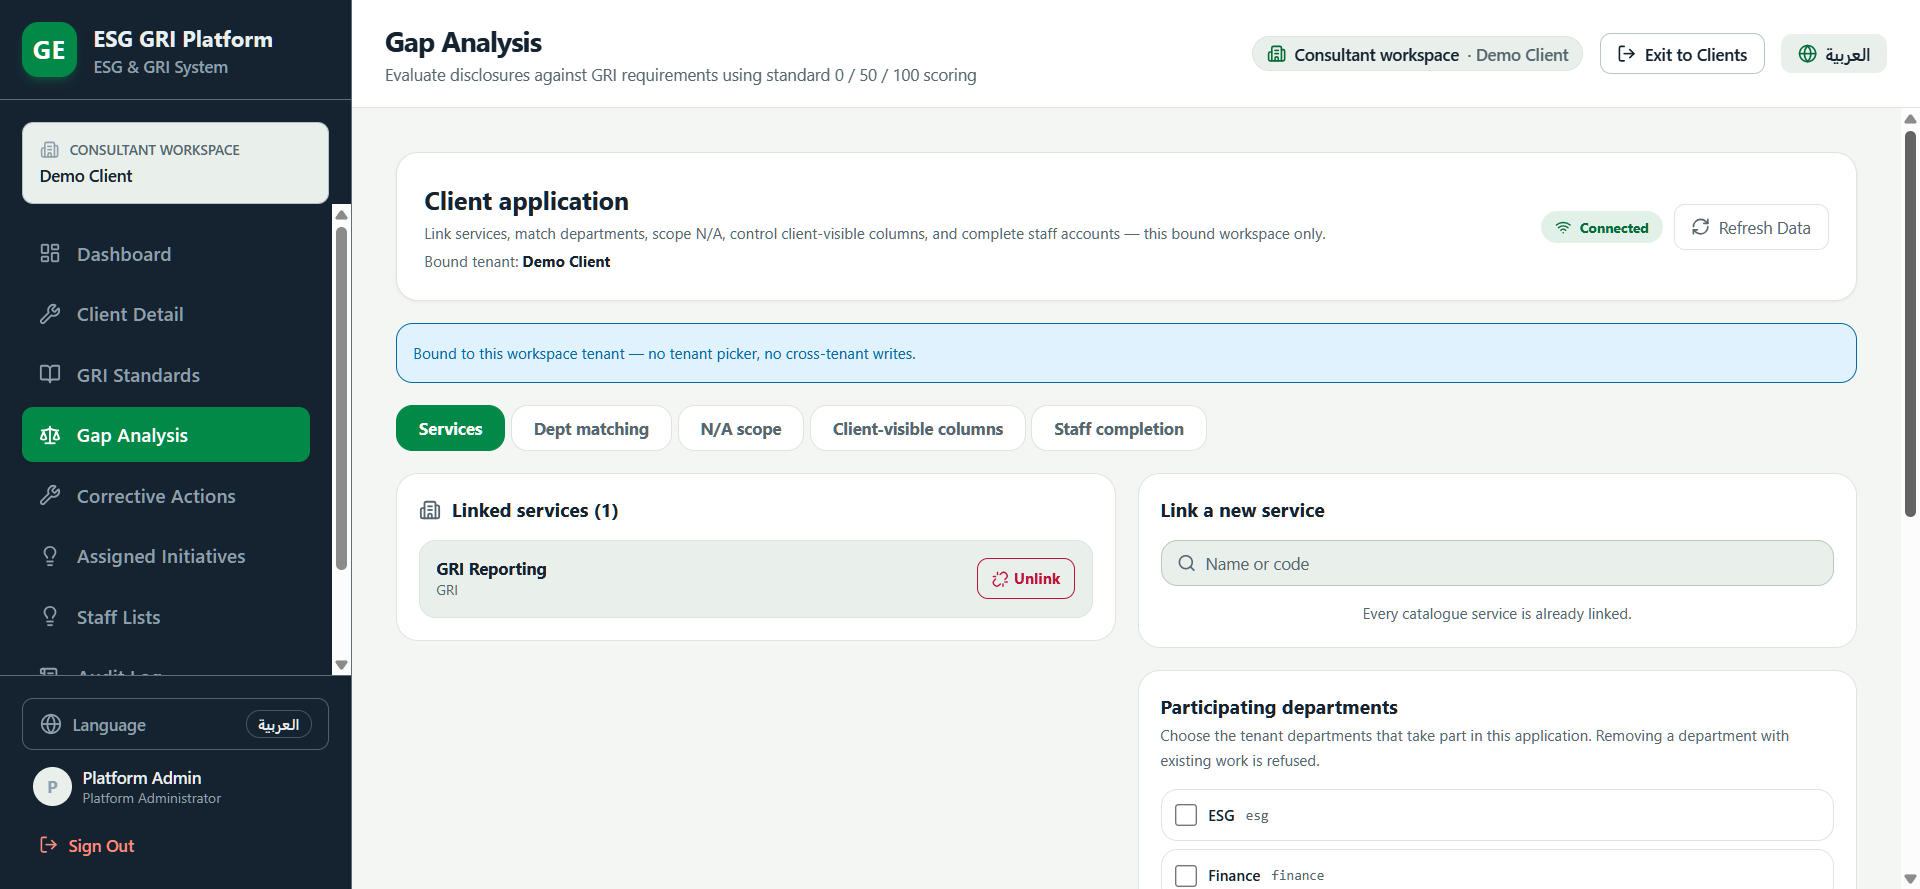 GE
ESG GRI Platform
ESG & GRI System
CONSULTANT WORKSPACE
Demo Client
Dashboard
Client Detail
GRI Standards
Gap Analysis
Corrective Actions
Assigned Initiatives
Staff Lists
Audit Log
Language
العربية
P
Platform Admin
Platform Administrator
Sign Out
Gap Analysis
Evaluate disclosures against GRI requirements using standard 0 / 50 / 100 scoring
Consultant workspace · Demo Client
Exit to Clients
العربية
Client application
Link services, match departments, scope N/A, control client-visible columns, and complete staff accounts — this bound workspace only.
Bound tenant: Demo Client
Connected
Refresh Data
Bound to this workspace tenant — no tenant picker, no cross-tenant writes.
Services
Dept matching
N/A scope
Client-visible columns
Staff completion
Linked services (1)
GRI Reporting
GRI
Unlink
Link a new service
Name or code
Every catalogue service is already linked.
Participating departments
Choose the tenant departments that take part in this application. Removing a department with
existing work is refused.
ESG esg
Finance finance